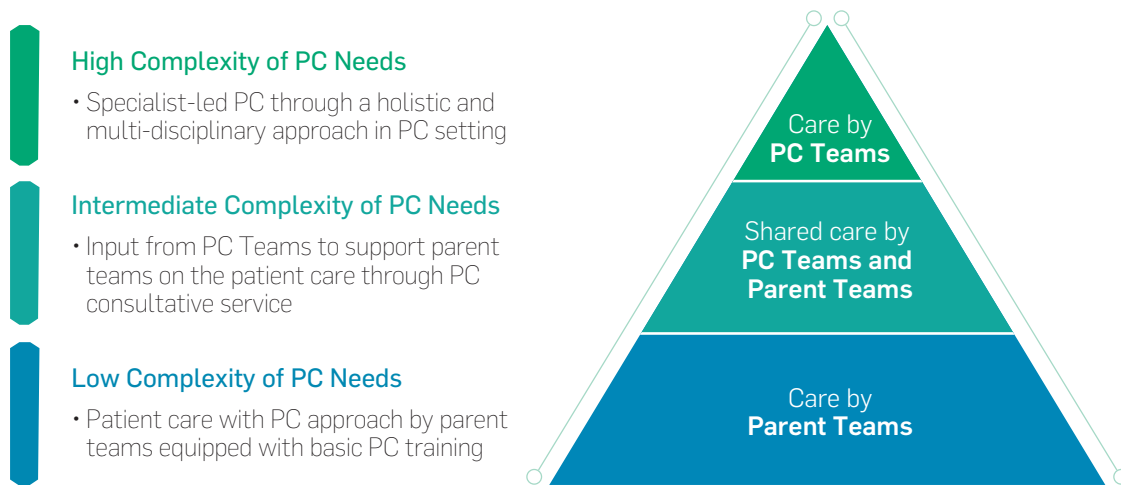 High Complexity of PC Needs
• Specialist-led PC through a holistic and
multi-disciplinary approach in PC setting
Intermediate Complexity of PC Needs
• Input from PC Teams to support parent
teams on the patient care through PC
consultative service
Low Complexity of PC Needs
• Patient care with PC approach by parent
teams equipped with basic PC training
Care by
PC Teams
Shared care by
PC Teams and
Parent Teams
Care by
Parent Teams